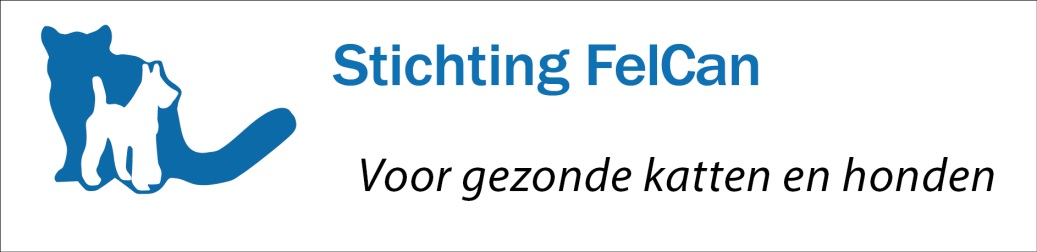 Stichting FelCan
Voor gezonde katten en honden